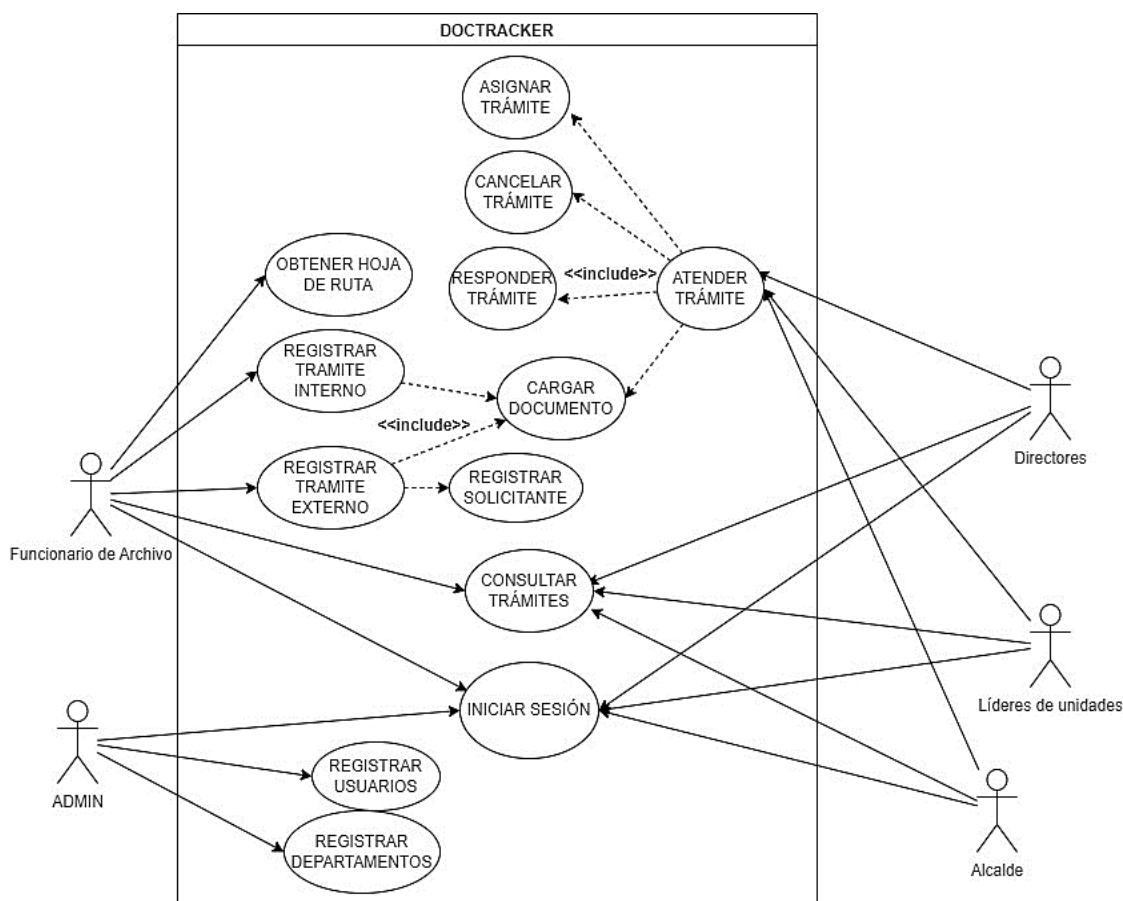 DOCTRACKER
ASIGNAR
TRÁMITE
CANCELAR
TRÁMITE
OBTENER HOJA
DE RUTA
RESPONDER
TRÁMITE
<<include>>
ATENDER
TRÁMITE
REGISTRAR
TRAMITE
INTERNO
CARGAR
DOCUMENTO
<<include>>
REGISTRAR
TRAMITE
EXTERNO
REGISTRAR
SOLICITANTE
Directores
Funcionario de Archivo
CONSULTAR
TRÁMITES
INICIAR SESIÓN
Líderes de unidades
REGISTRAR
USUARIOS
ADMIN
REGISTRAR
DEPARTAMENTOS
Alcalde